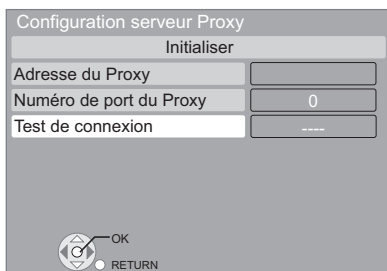 Configuration serveur Proxy
Initialiser
Adresse du Proxy
Numéro de port du Proxy 0
Test de connexion ----
OK
RETURN